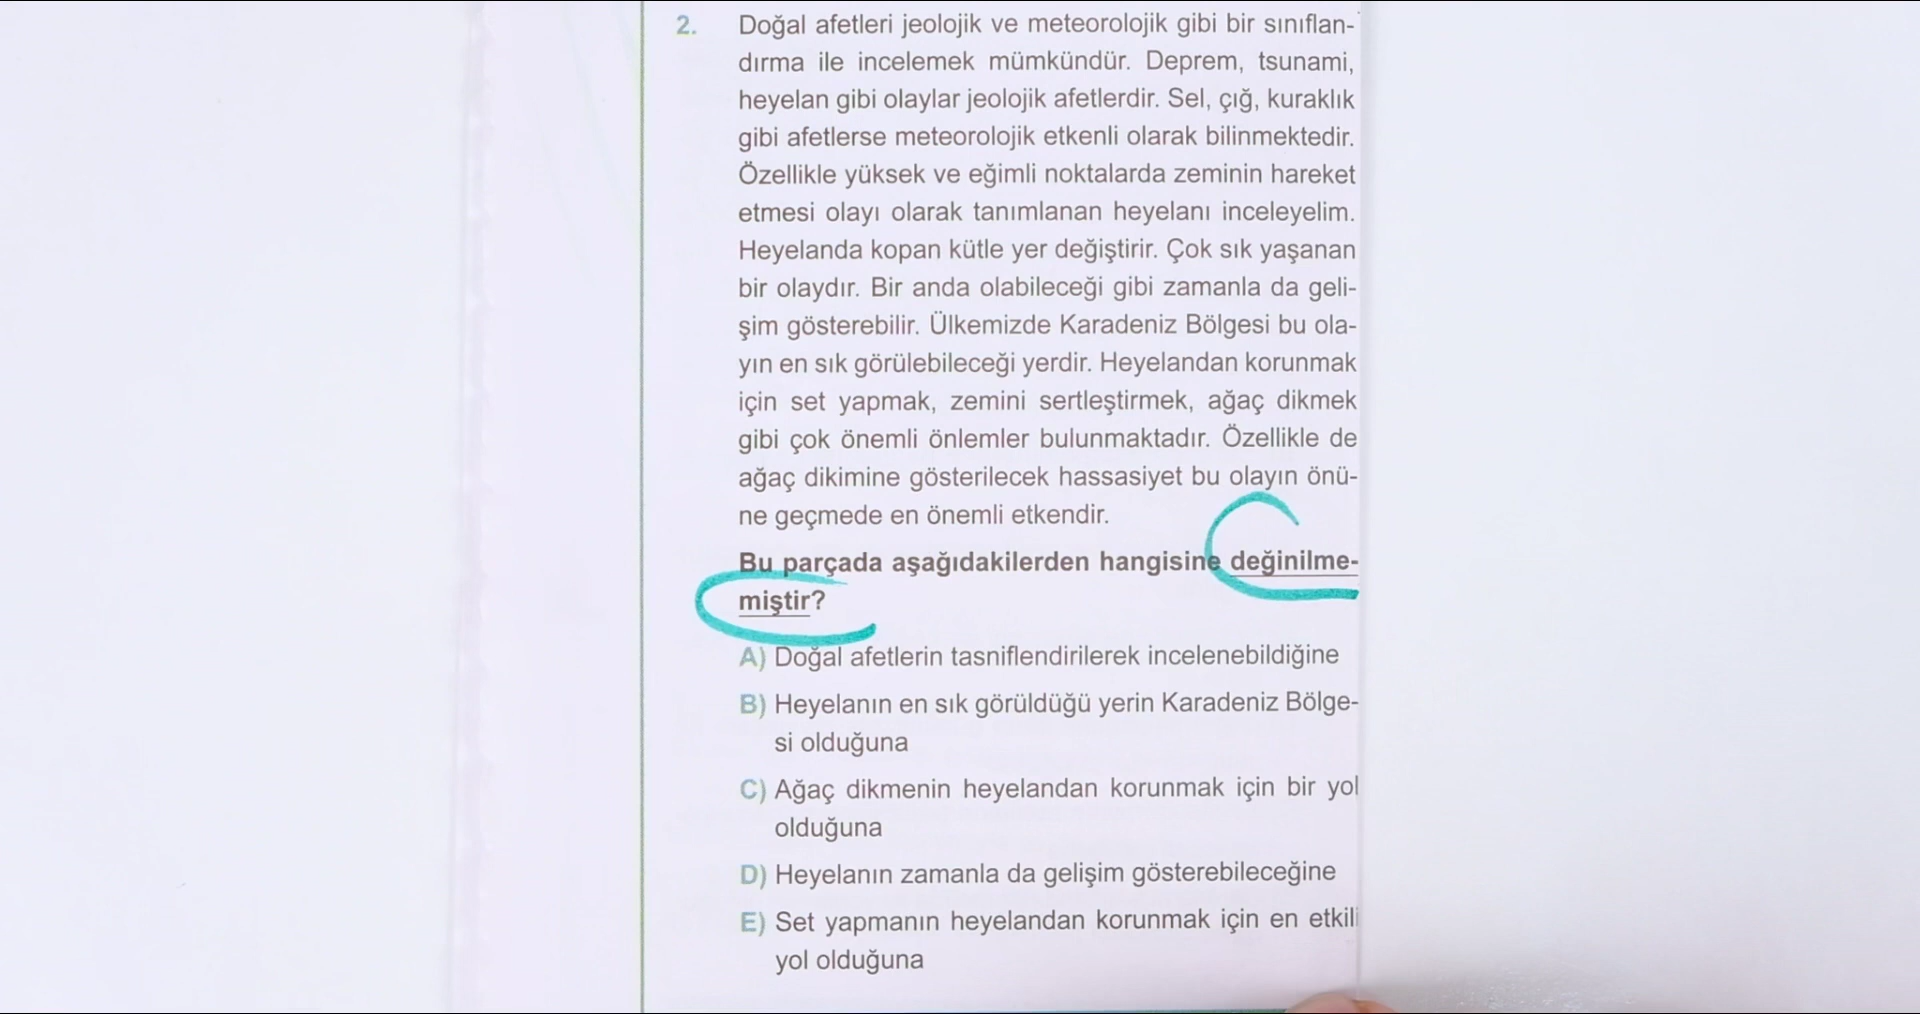 2. Doğal afetleri jeolojik ve meteorolojik gibi bir sınıflan-
dırma ile incelemek mümkündür. Deprem, tsunami,
heyelan gibi olaylar jeolojik afetlerdir. Sel, çığ, kuraklık
gibi afetlerse meteorolojik etkenli olarak bilinmektedir.
Özellikle yüksek ve eğimli noktalarda zeminin hareket
etmesi olayı olarak tanımlanan heyelanı inceleyelim.
Heyelanda kopan kütle yer değiştirir. Çok sık yaşanan
bir olaydır. Bir anda olabileceği gibi zamanla da geli-
şim gösterebilir. Ülkemizde Karadeniz Bölgesi bu ola-
yın en sık görülebileceği yerdir. Heyelandan korunmak
için set yapmak, zemini sertleştirmek, ağaç dikmek
gibi çok önemli önlemler bulunmaktadır. Özellikle de
ağaç dikimine gösterilecek hassasiyet bu olayın önü-
ne geçmede en önemli etkendir.
Bu parçada aşağıdakilerden hangisine değinilme-
miştir?
A) Doğal afetlerin tasniflendirilerek incelenebildiğine
B) Heyelanın en sık görüldüğü yerin Karadeniz Bölge-
si olduğuna
C) Ağaç dikmenin heyelandan korunmak için bir yol
olduğuna
D) Heyelanın zamanla da gelişim gösterebileceğine
E) Set yapmanın heyelandan korunmak için en etkili
yol olduğuna